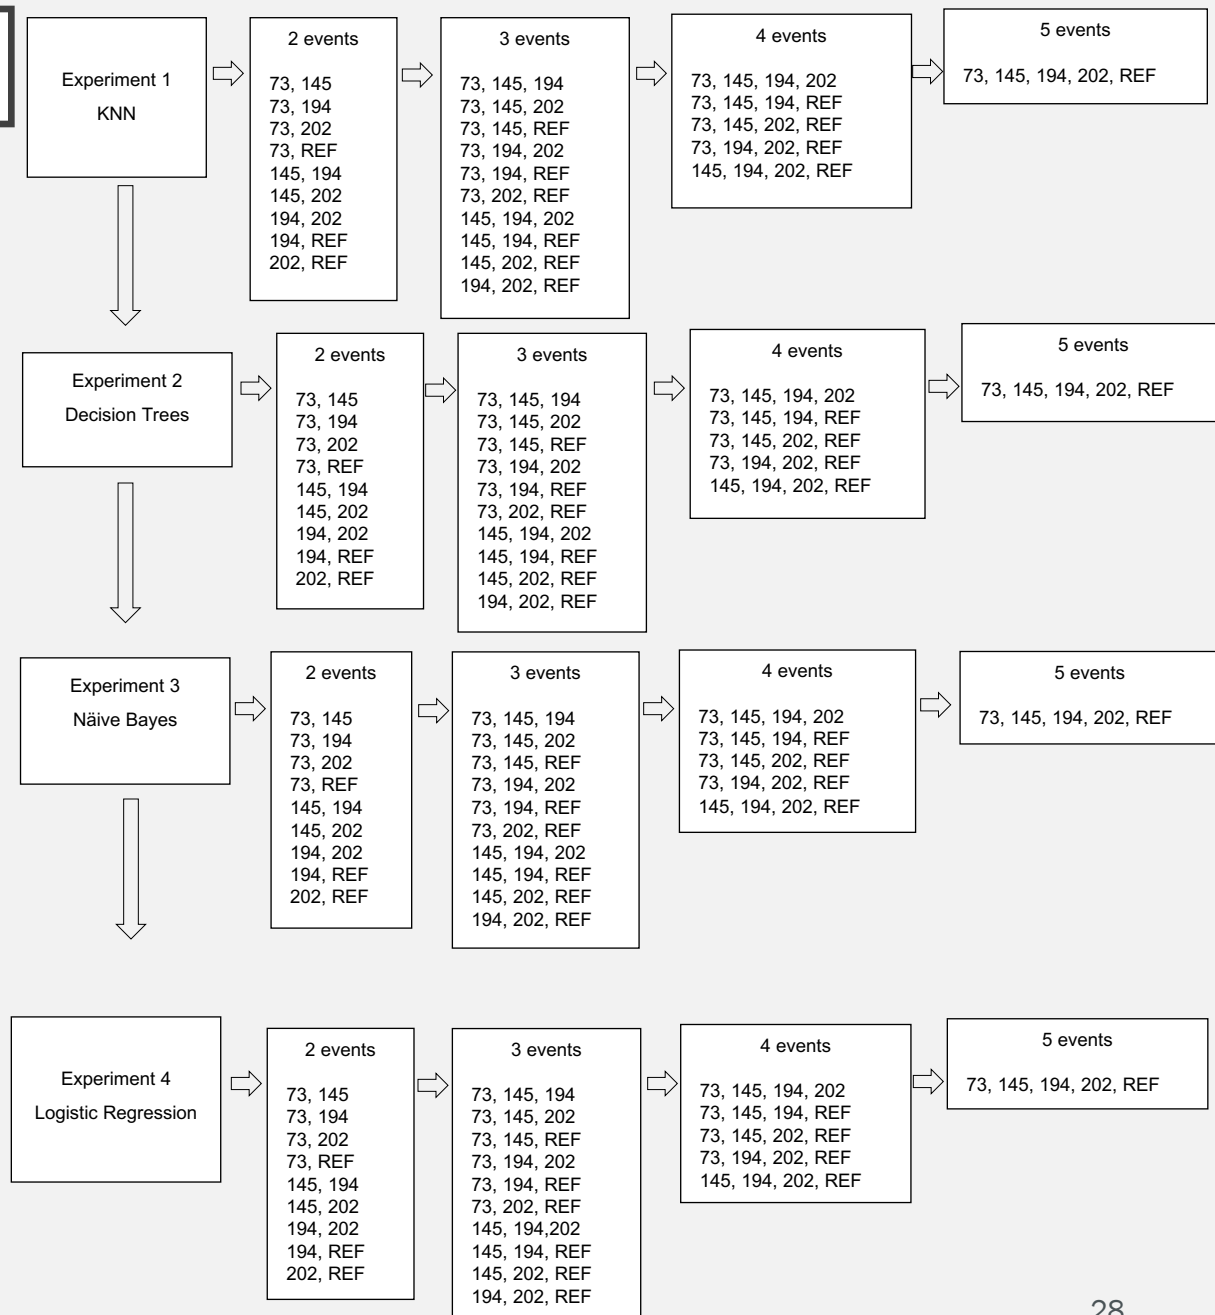 Experiment 1
KNN
2 events
73, 145
73, 194
73, 202
73, REF
145, 194
145, 202
194, 202
194, REF
202, REF
3 events
73, 145, 194
73, 145, 202
73, 145, REF
73, 194, 202
73, 194, REF
73, 202, REF
145, 194, 202
145, 194, REF
145, 202, REF
194, 202, REF
4 events
73, 145, 194, 202
73, 145, 194, REF
73, 145, 202, REF
73, 194, 202, REF
145, 194, 202, REF
5 events
73, 145, 194, 202, REF
Experiment 2
Decision Trees
2 events
73, 145
73, 194
73, 202
73, REF
145, 194
145, 202
194, 202
194, REF
202, REF
3 events
73, 145, 194
73, 145, 202
73, 145, REF
73, 194, 202
73, 194, REF
73, 202, REF
145, 194, 202
145, 194, REF
145, 202, REF
194, 202, REF
4 events
73, 145, 194, 202
73, 145, 194, REF
73, 145, 202, REF
73, 194, 202, REF
145, 194, 202, REF
5 events
73, 145, 194, 202, REF
Experiment 3
Näive Bayes
2 events
73, 145
73, 194
73, 202
73, REF
145, 194
145, 202
194, 202
194, REF
202, REF
3 events
73, 145, 194
73, 145, 202
73, 145, REF
73, 194, 202
73, 194, REF
73, 202, REF
145, 194, 202
145, 194, REF
145, 202, REF
194, 202, REF
4 events
73, 145, 194, 202
73, 145, 194, REF
73, 145, 202, REF
73, 194, 202, REF
145, 194, 202, REF
5 events
73, 145, 194, 202, REF
Experiment 4
Logistic Regression
2 events
73, 145
73, 194
73, 202
73, REF
145, 194
145, 202
194, 202
194, REF
202, REF
3 events
73, 145, 194
73, 145, 202
73, 145, REF
73, 194, 202
73, 194, REF
73, 202, REF
145, 194,202
145, 194, REF
145, 202, REF
194, 202, REF
4 events
73, 145, 194, 202
73, 145, 194, REF
73, 145, 202, REF
73, 194, 202, REF
145, 194, 202, REF
5 events
73, 145, 194, 202, REF
28